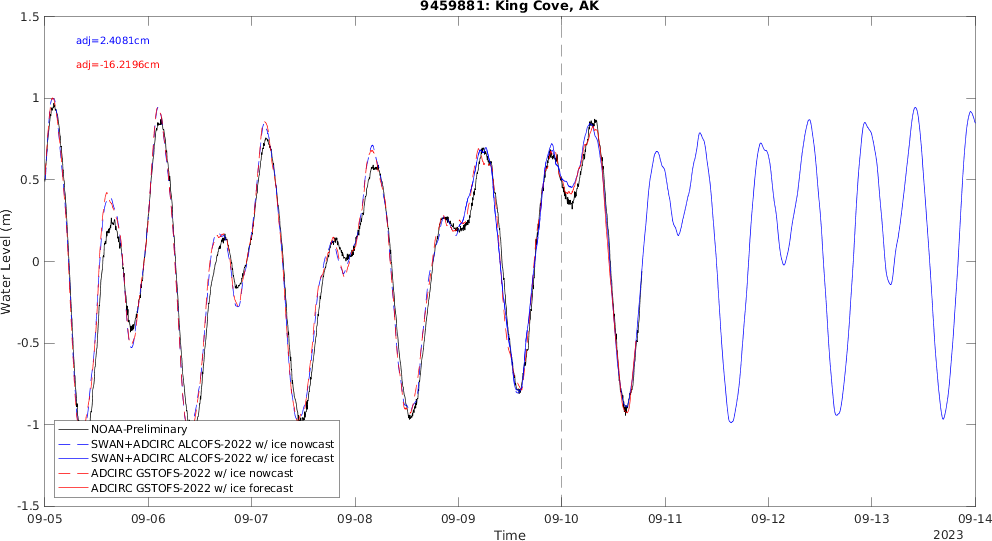 9459881: King Cove, AK
adj=2.4081cm
adj=-16.2196cm
Water Level (m)
1.5
1
0.5
0
-0.5
-1
-1.5
NOAA-Preliminary
SWAN+ADCIRC ALCOFS-2022 w/ ice nowcast
SWAN+ADCIRC ALCOFS-2022 w/ ice forecast
ADCIRC GSTOFS-2022 w/ ice nowcast
ADCIRC GSTOFS-2022 w/ ice forecast
09-05 09-06 09-07 09-08 09-09 09-10 09-11 09-12 09-13 09-14
Time
2023